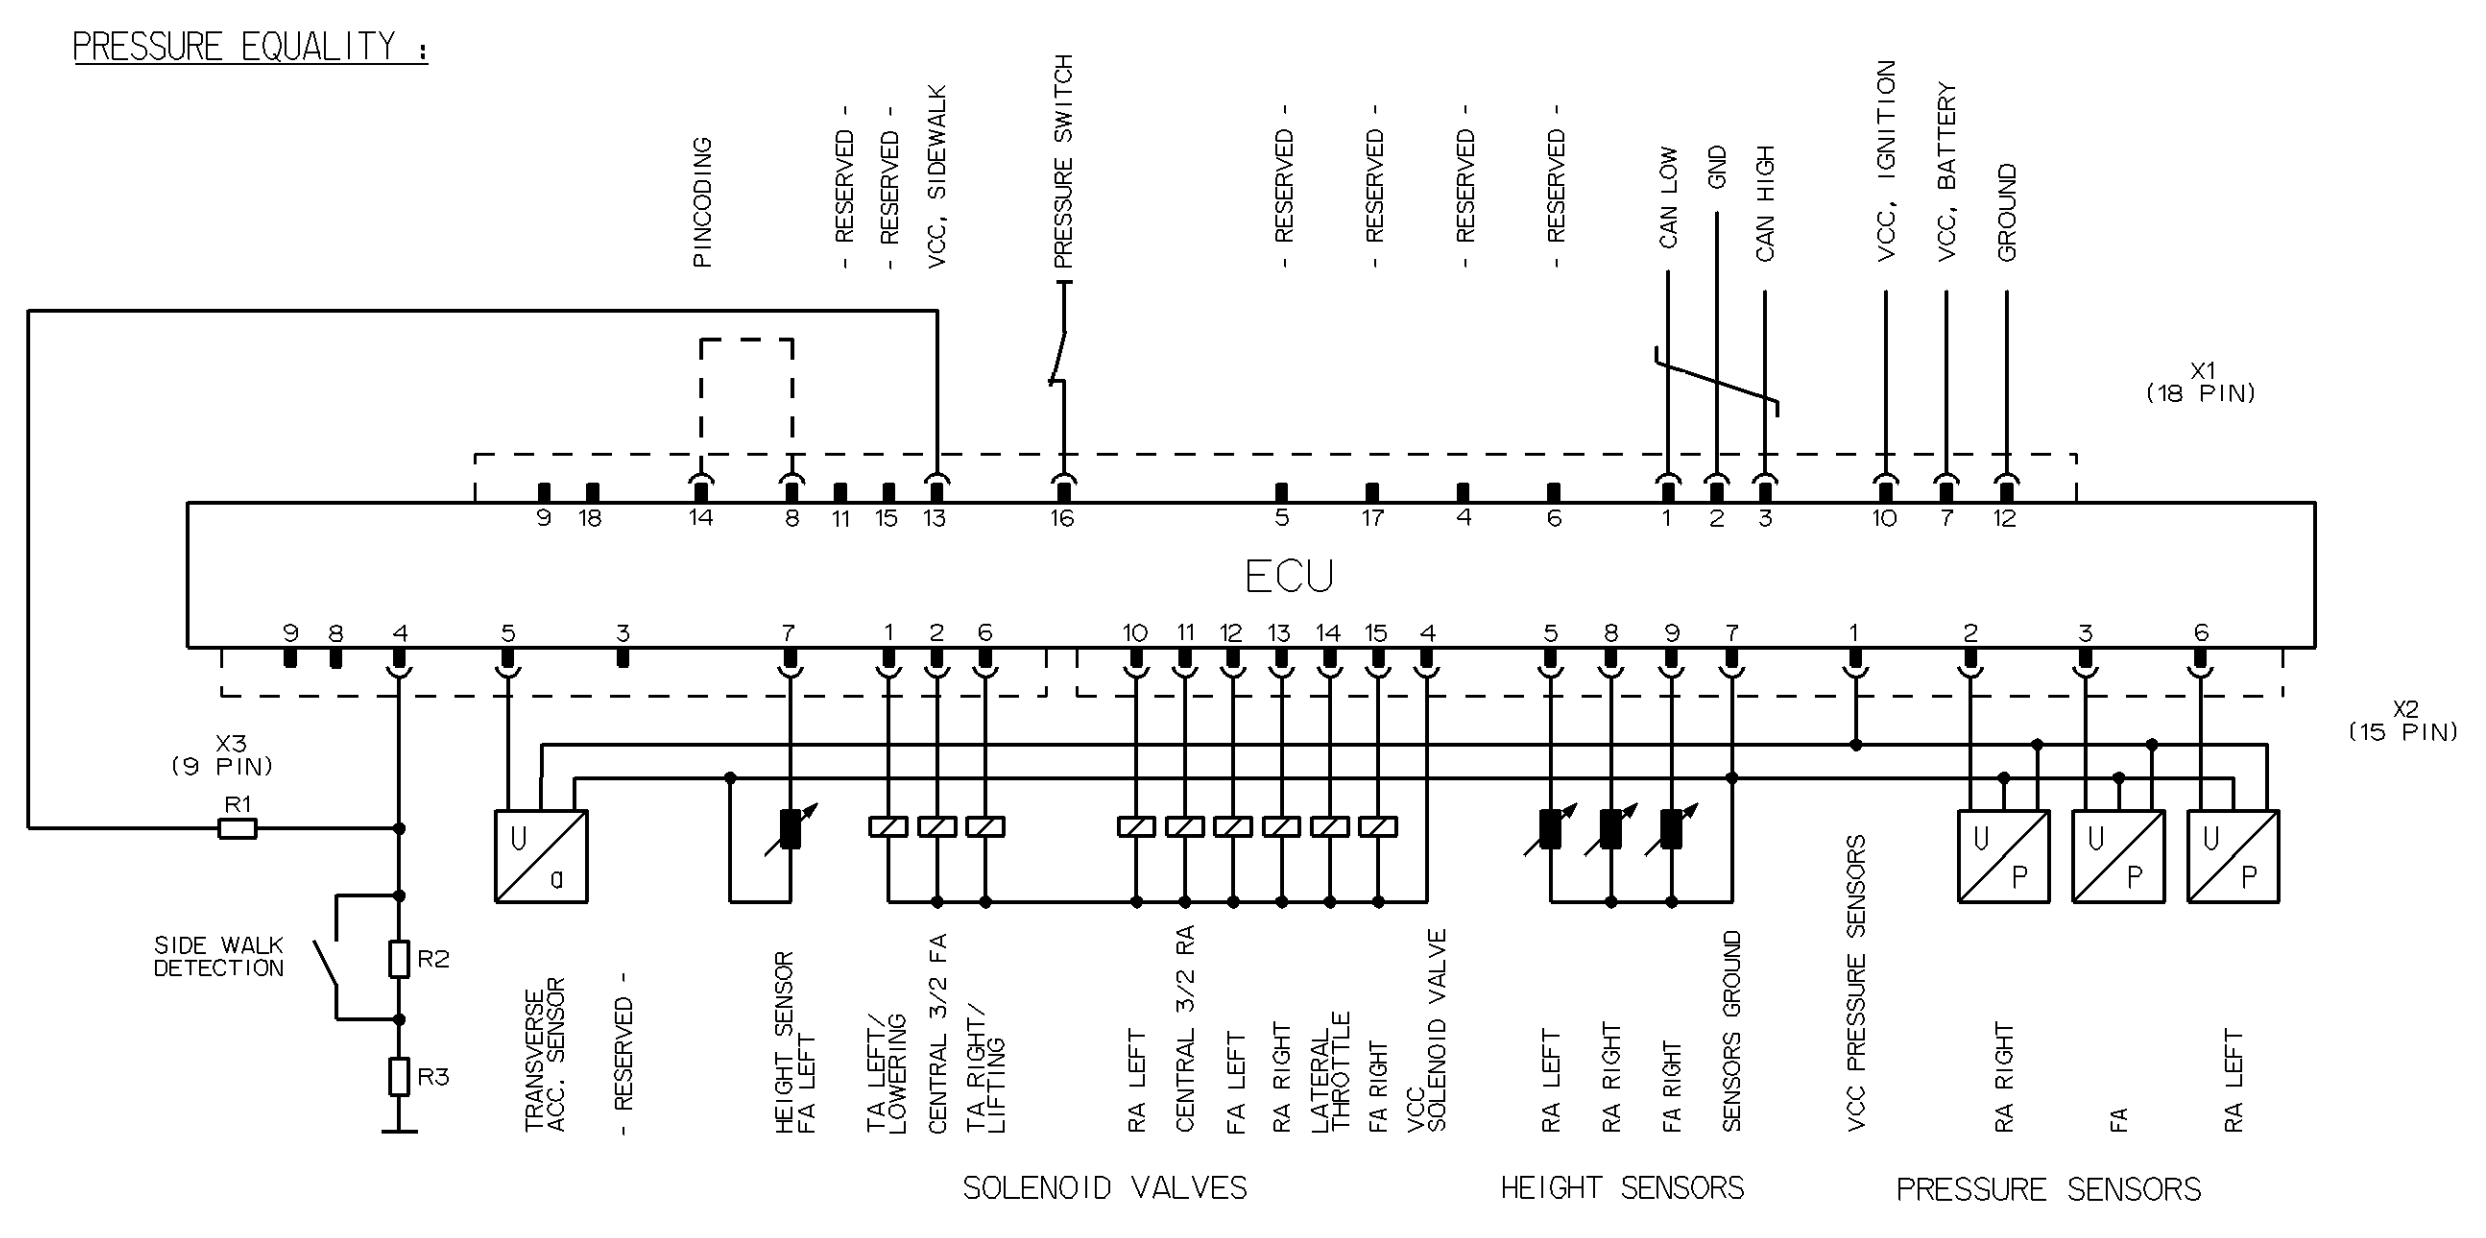 PRESSURE EQUALITY :
PINCODING
- RESERVED -
- RESERVED -
VCC, SIDEWALK
PRESSURE SWITCH
- RESERVED -
- RESERVED -
- RESERVED -
- RESERVED -
CAN LOW
GND
CAN HIGH
VCC, IGNITION
VCC, BATTERY
GROUND
X1
(18 PIN)
9 18 14 8 11 15 13 16 5 17 4 6 1 2 3 10 7 12
ECU
9 8 4 5 3 7 1 2 6 10 11 12 13 14 15 4 5 8 9 7 1 2 3 6
X2
(15 PIN)
X3
(9 PIN)
R1
U
a
U
P
U
P
U
P
SIDE WALK
DETECTION
R2
R3
TRANSVERSE
ACC. SENSOR
- RESERVED -
HEIGHT SENSOR
FA LEFT
TA LEFT/
LOWERING
CENTRAL 3/2 FA
TA RIGHT/
LIFTING
RA LEFT
CENTRAL 3/2 RA
FA LEFT
RA RIGHT
LATERAL
THROTTLE
FA RIGHT
VCC
SOLENOID VALVE
RA LEFT
RA RIGHT
FA RIGHT
SENSORS GROUND
VCC PRESSURE SENSORS
RA RIGHT
FA
RA LEFT
SOLENOID VALVES
HEIGHT SENSORS
PRESSURE SENSORS